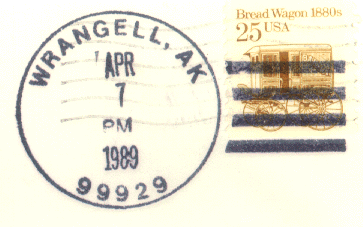 WRANGELL, AK
APR
7
PM
1989
99929
Bread Wagon 1880s
25 USA